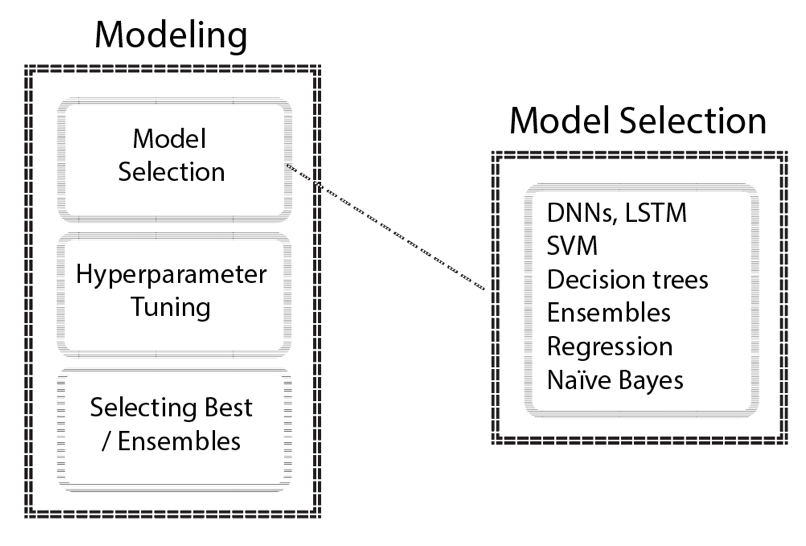 Modeling
Model
Selection
Hyperparameter
Tuning
Selecting Best
/ Ensembles
Model Selection
DNNs, LSTM
SVM
Decision trees
Ensembles
Regression
Naïve Bayes